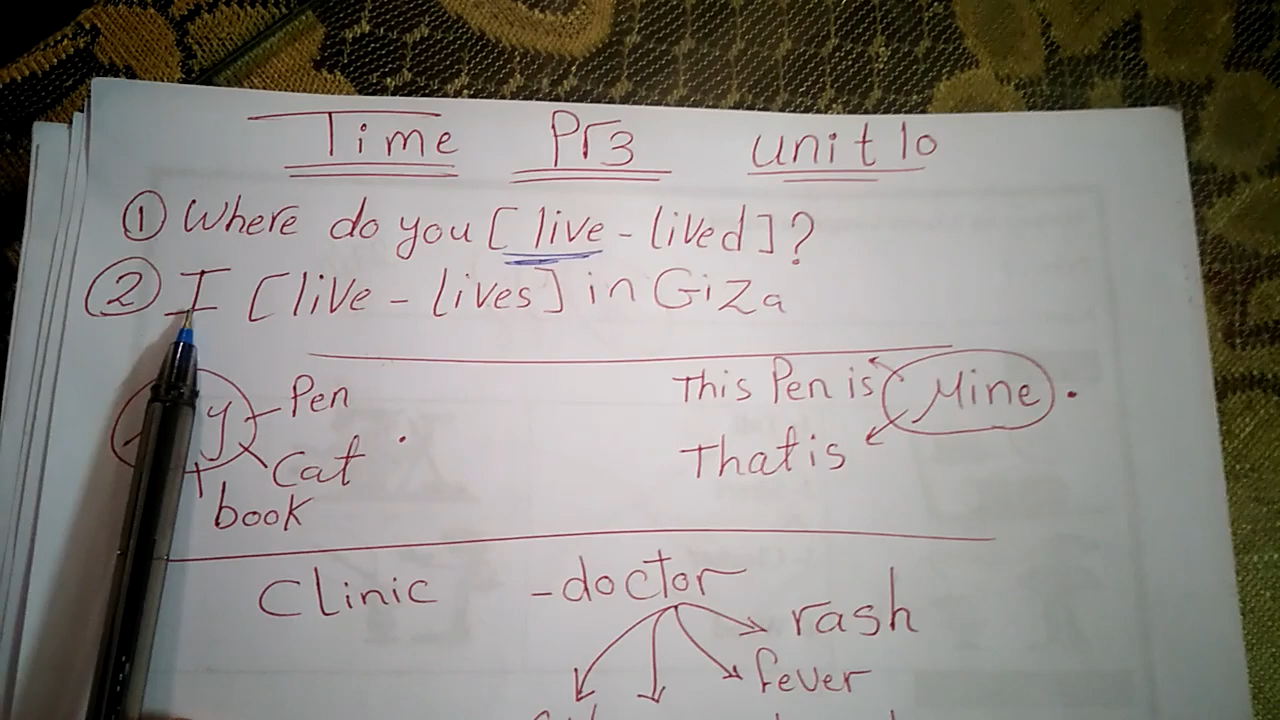 Time Pr3 unit 10
① Where do you [live - lived]?
② I [live - lives] in Giza
y Pen
Cat .
book
This Pen is Mine .
That is
Clinic - doctor
rash
fever